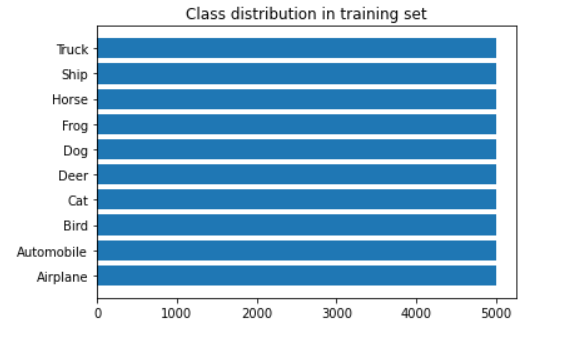 Class distribution in training set
Truck
Ship
Horse
Frog
Dog
Deer
Cat
Bird
Automobile
Airplane
0 1000 2000 3000 4000 5000